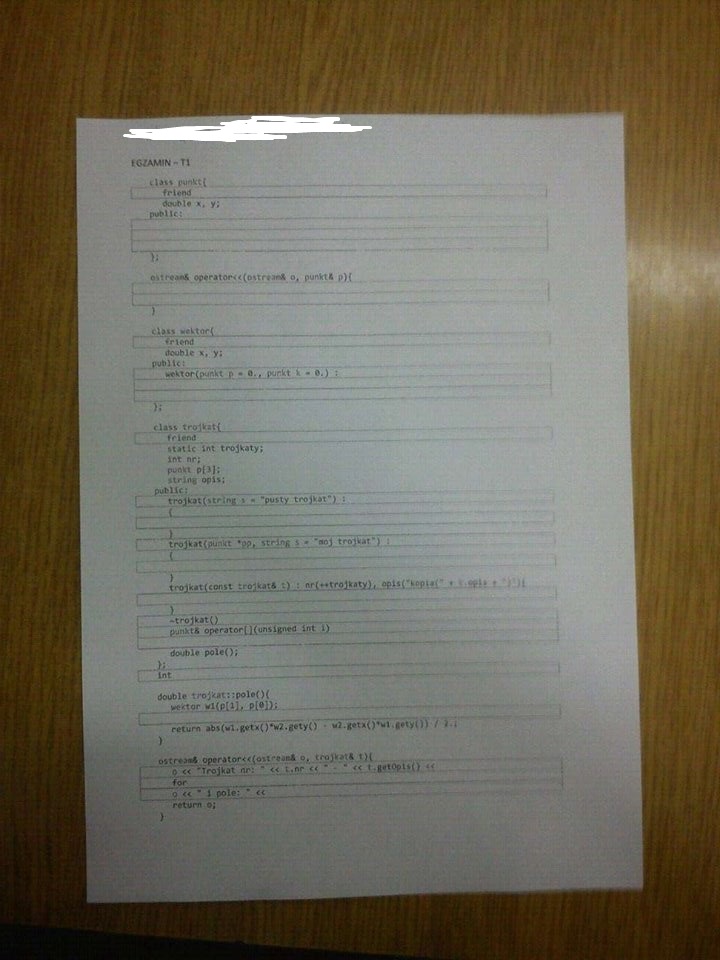 EGZAMIN – T1
class punkt{
friend
double x, y;
public:
};
ostream& operator<<(ostream& o, punkt& p){
}
class wektor{
friend
double x, y;
public:
wektor(punkt p = 0., punkt k = 0.) :
};
class trojkat{
friend
static int trojkaty;
int nr;
punkt p[3];
string opis;
public:
trojkat(string s = "pusty trojkat") :
{
}
trojkat(punkt *pp, string s = "moj trojkat") :
{
}
trojkat(const trojkat& t) : nr(++trojkaty), opis("kopia(" + t.opis + ")"){
}
~trojkat()
punkt& operator[](unsigned int i)
double pole();
};
int
double trojkat::pole(){
wektor w1(p[1], p[0]);
return abs(w1.getx()*w2.gety() - w2.getx()*w1.gety()) / 2.;
}
ostream& operator<<(ostream& o, trojkat& t){
o << "Trojkat nr: " << t.nr << " - " << t.getOpis() <<
for
o << " i pole: " <<
return o;
}